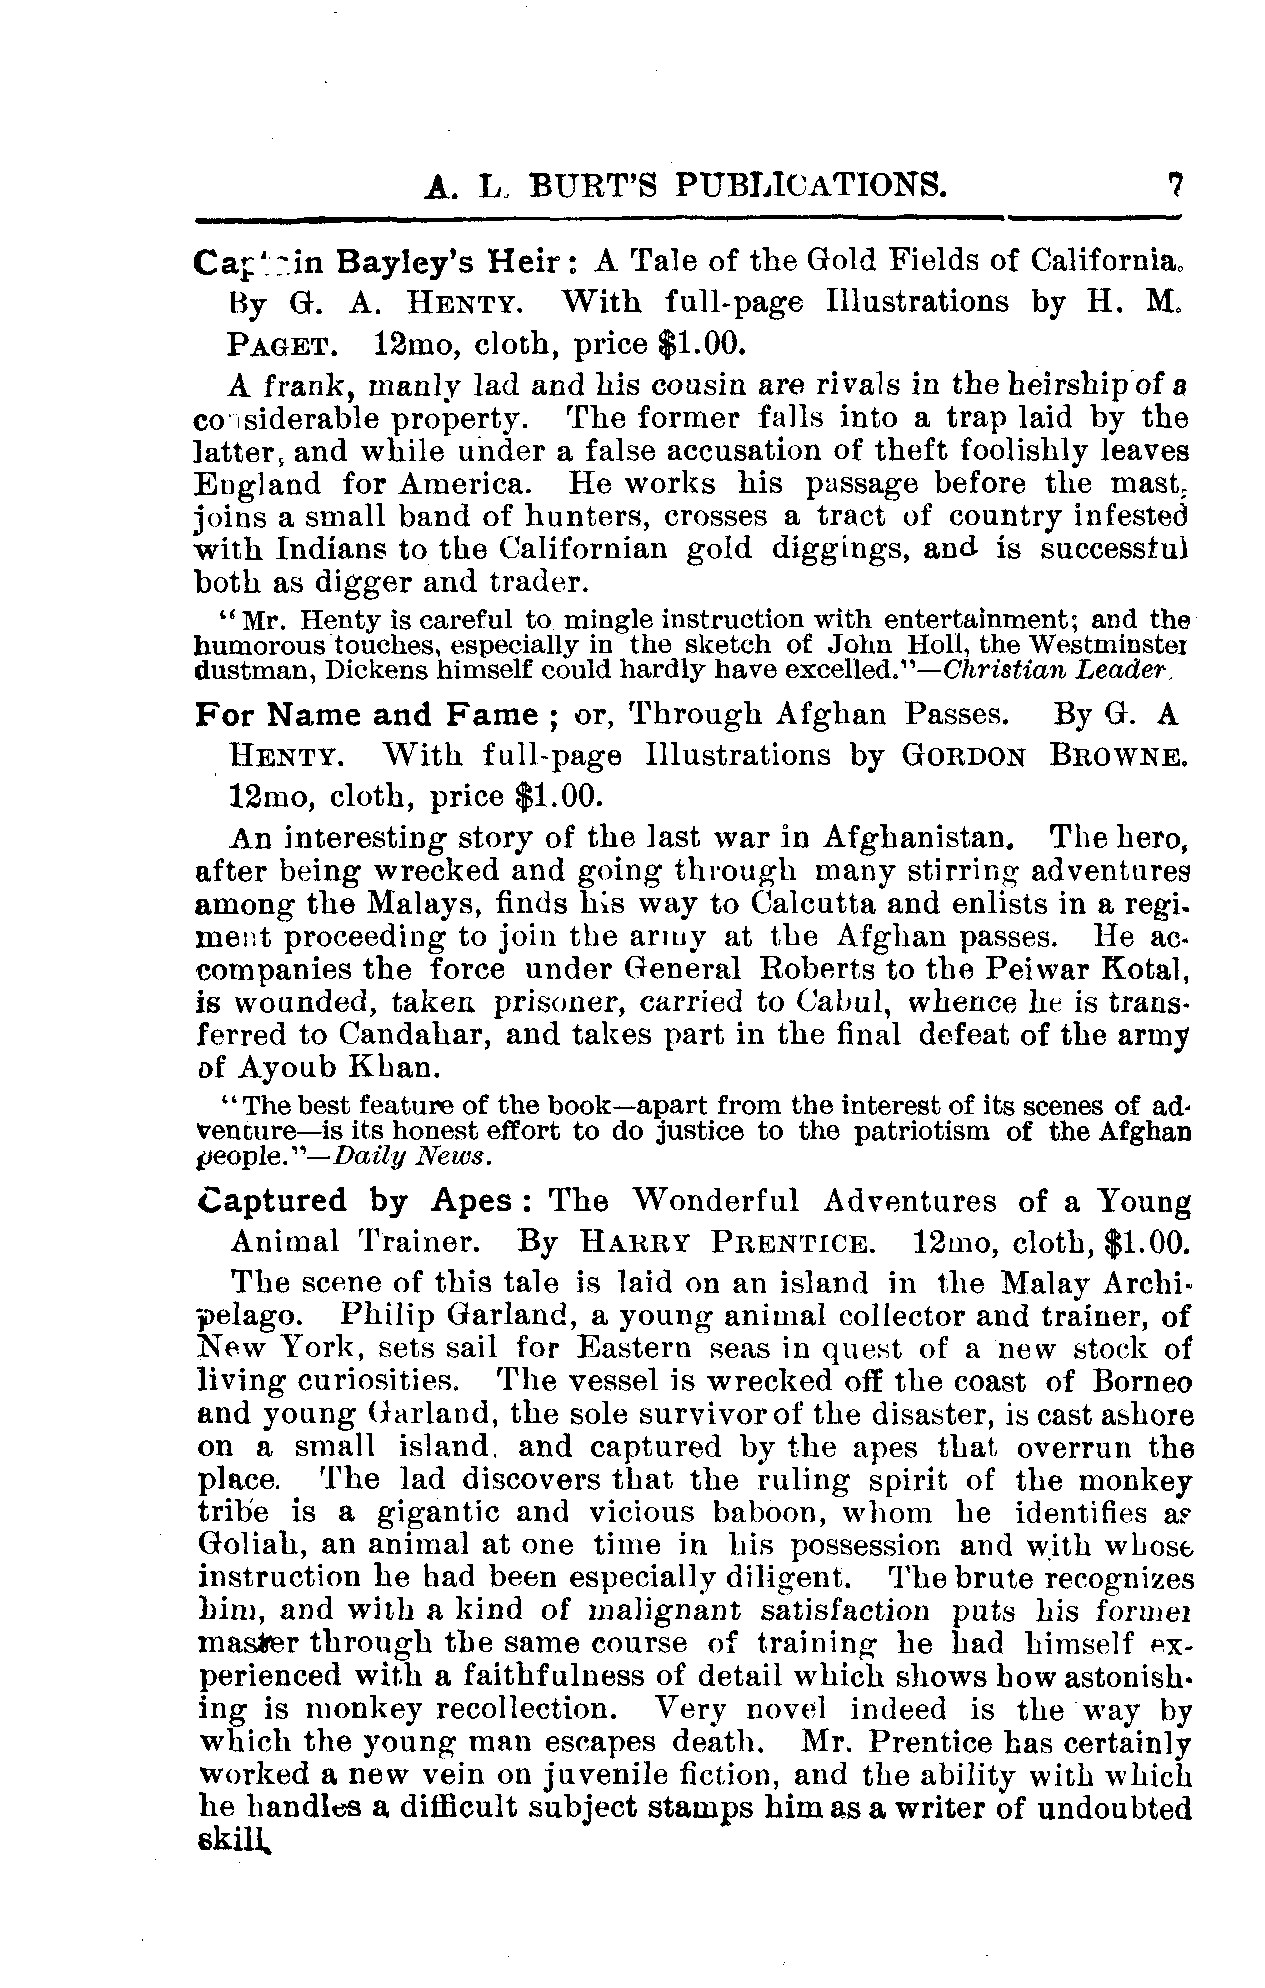 A. L. BURT'S PUBLICATIONS. 7
Captain Bayley's Heir: A Tale of the Gold Fields of California.
By G. A. HENTY. With full-page Illustrations by H. M.
PAGET. 12mo, cloth, price $1.00.
A frank, manly lad and his cousin are rivals in the heirship of a
considerable property. The former falls into a trap laid by the
latter, and while under a false accusation of theft foolishly leaves
England for America. He works his passage before the mast,
joins a small band of hunters, crosses a tract of country infested
with Indians to the Californian gold diggings, and is successful
both as digger and trader.
"Mr. Henty is careful to mingle instruction with entertainment; and the
humorous touches, especially in the sketch of John Holl, the Westminster
dustman, Dickens himself could hardly have excelled."—Christian Leader.
For Name and Fame; or, Through Afghan Passes. By G. A
HENTY. With full-page Illustrations by GORDON BROWNE.
12mo, cloth, price $1.00.
An interesting story of the last war in Afghanistan. The hero,
after being wrecked and going through many stirring adventures
among the Malays, finds his way to Calcutta and enlists in a regi-
ment proceeding to join the army at the Afghan passes. He ac-
companies the force under General Roberts to the Peiwar Kotal,
is wounded, taken prisoner, carried to Cabul, whence he is trans-
ferred to Candahar, and takes part in the final defeat of the army
of Ayoub Khan.
"The best feature of the book—apart from the interest of its scenes of ad-
venture—is its honest effort to do justice to the patriotism of the Afghan
people."—Daily News.
Captured by Apes: The Wonderful Adventures of a Young
Animal Trainer. By HARRY PRENTICE. 12mo, cloth, $1.00.
The scene of this tale is laid on an island in the Malay Archi-
pelago. Philip Garland, a young animal collector and trainer, of
New York, sets sail for Eastern seas in quest of a new stock of
living curiosities. The vessel is wrecked off the coast of Borneo
and young Garland, the sole survivor of the disaster, is cast ashore
on a small island, and captured by the apes that overrun the
place. The lad discovers that the ruling spirit of the monkey
tribe is a gigantic and vicious baboon, whom he identifies as
Goliah, an animal at one time in his possession and with whose
instruction he had been especially diligent. The brute recognizes
him, and with a kind of malignant satisfaction puts his former
master through the same course of training he had himself ex-
perienced with a faithfulness of detail which shows how astonish-
ing is monkey recollection. Very novel indeed is the way by
which the young man escapes death. Mr. Prentice has certainly
worked a new vein on juvenile fiction, and the ability with which
he handles a difficult subject stamps him as a writer of undoubted
skill.